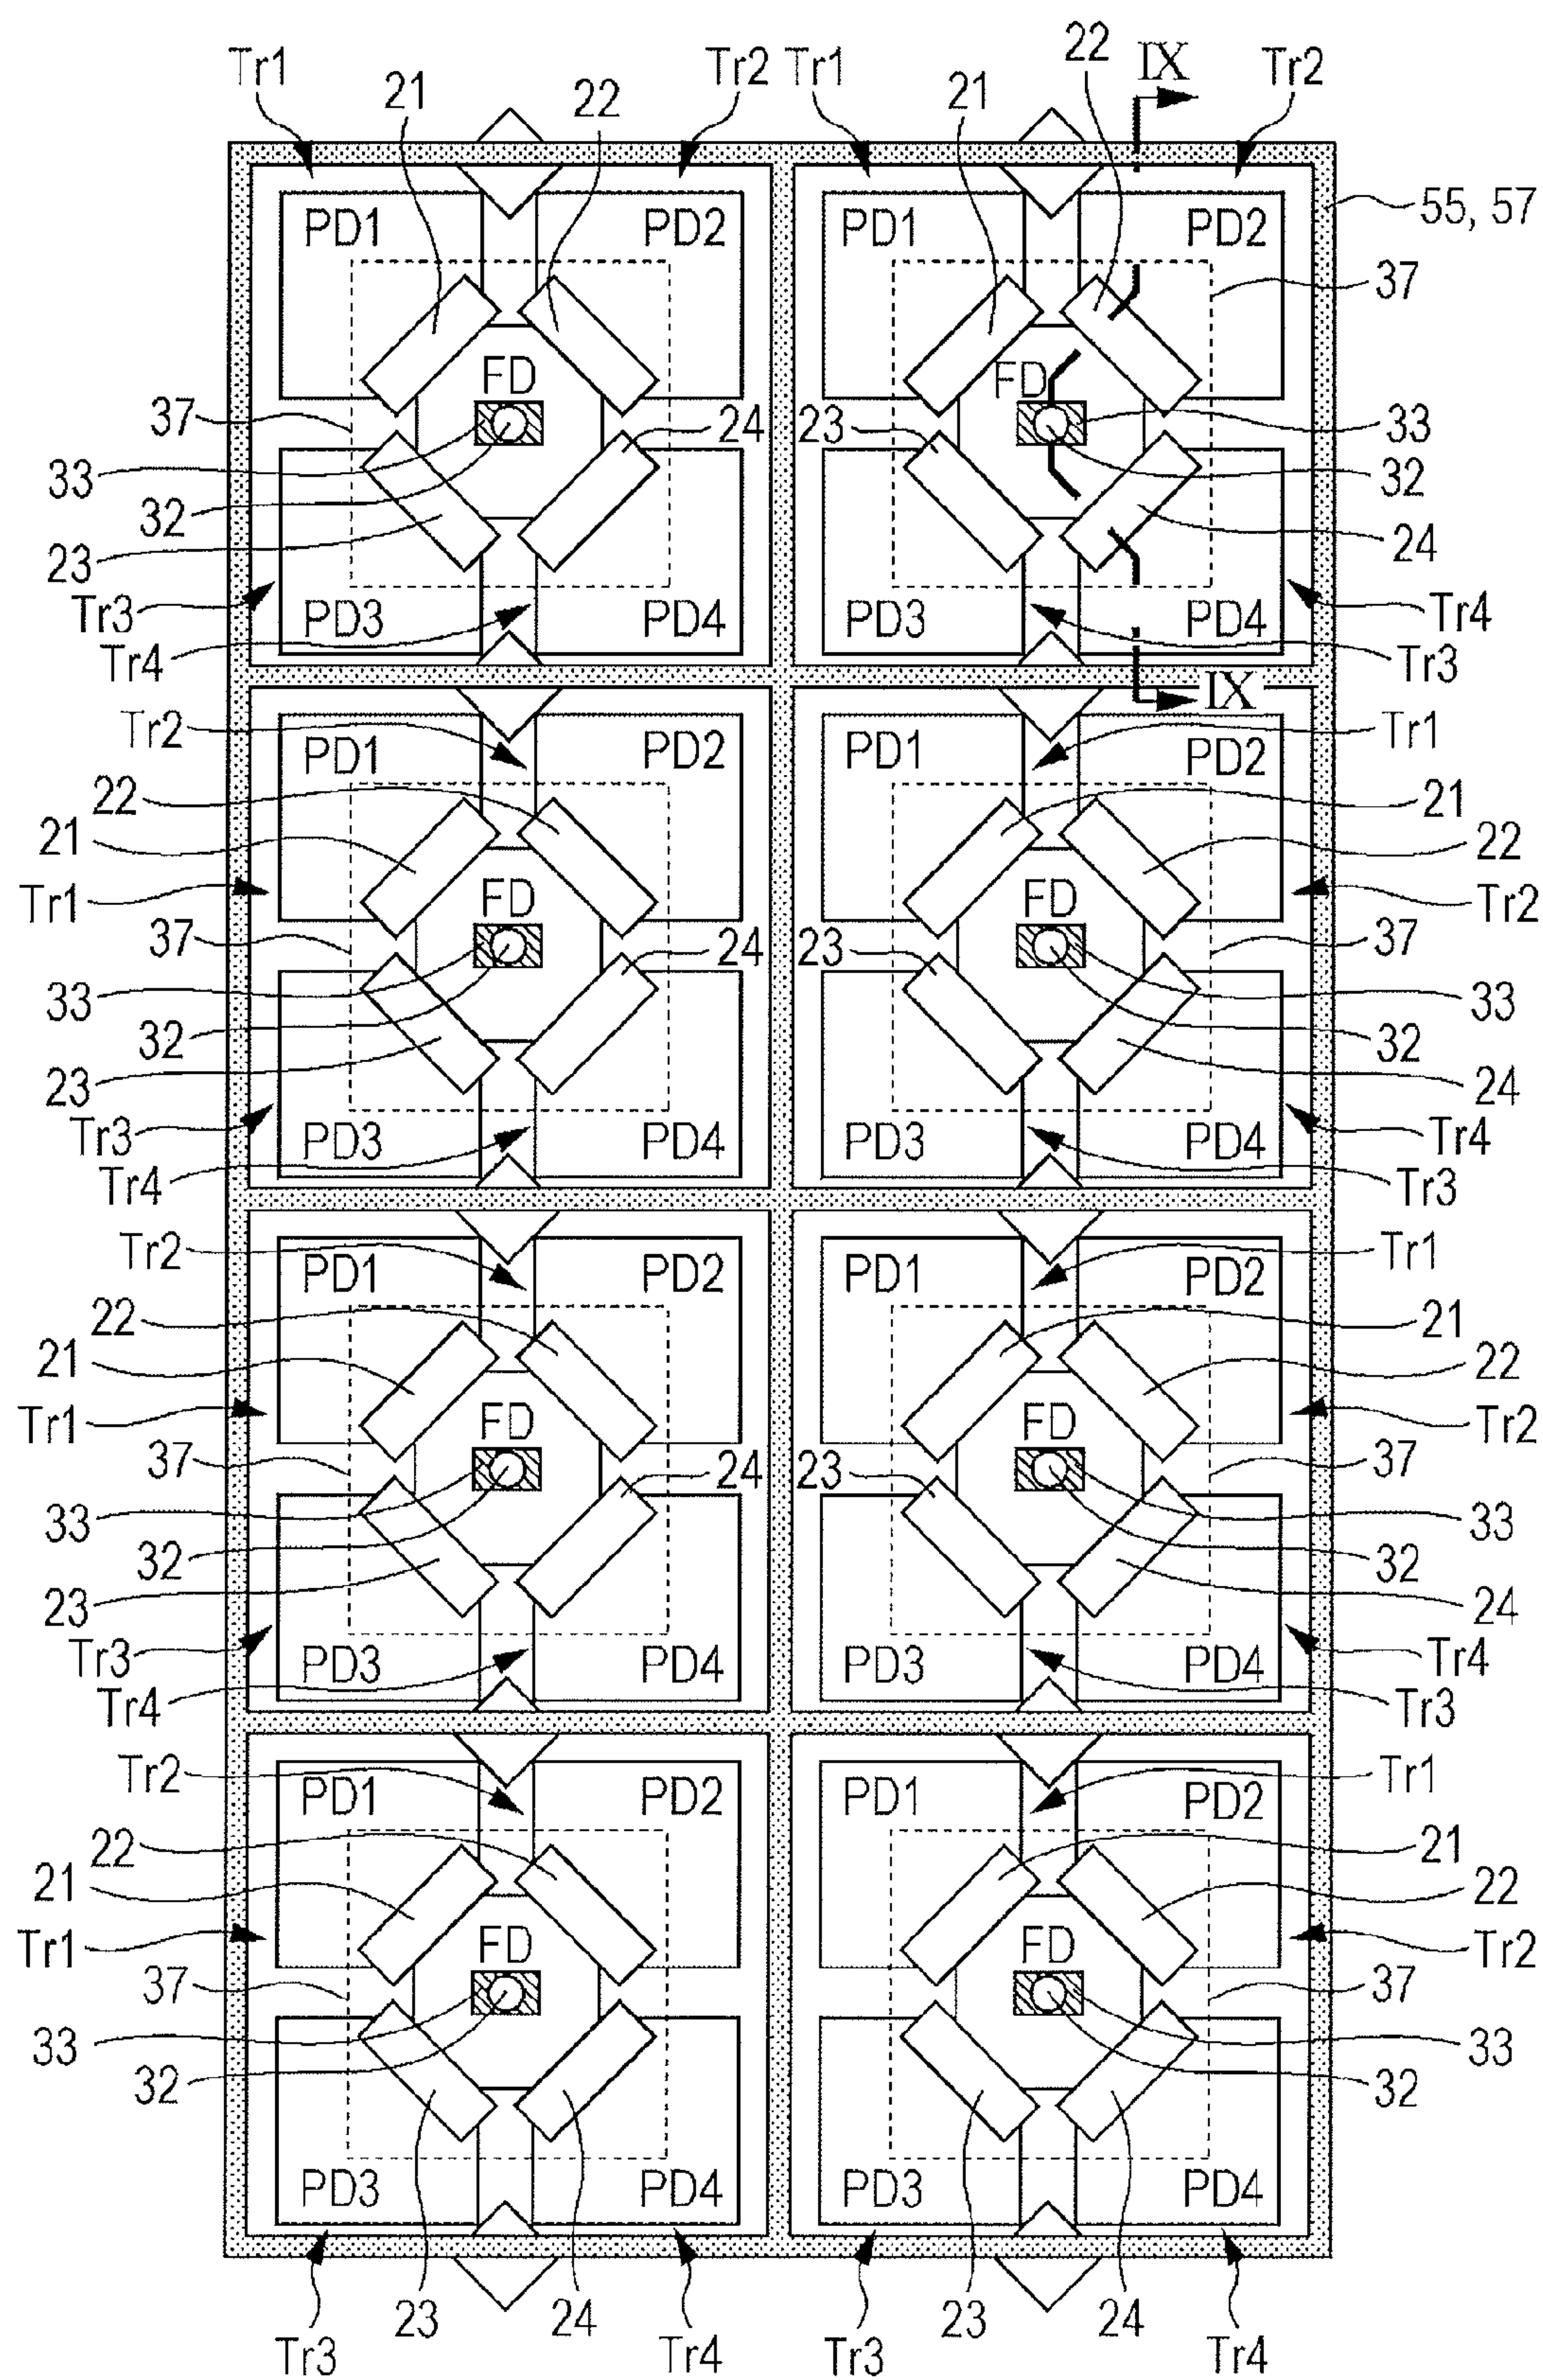 Tr1 21 22 Tr2 Tr1 21 22 IX Tr2
55, 57
PD1 PD2 PD1 PD2
37
FD FD
37 24 23 33
33 32
32 24
23
Tr3 PD3 PD4 PD3 PD4 Tr4
Tr4 Tr3
IX
Tr2 PD1 PD2 PD1 PD2 Tr1
22 21
21 22
Tr1 FD FD Tr2
37 24 23 37
33 33
32 32
23 24
Tr3 PD3 PD4 PD3 PD4 Tr4
Tr4 Tr3
Tr2 PD1 PD2 PD1 PD2 Tr1
22 21
21 22
Tr1 FD FD Tr2
37 24 23 37
33 33
32 32
23 24
Tr3 PD3 PD4 PD3 PD4 Tr4
Tr4 Tr3
Tr2 PD1 PD2 PD1 PD2 Tr1
22 21
21 22
Tr1 FD FD Tr2
37 37
33 33
32 32
PD3 PD4 PD3 PD4
23 24 23 24
Tr3 Tr4 Tr3 Tr4